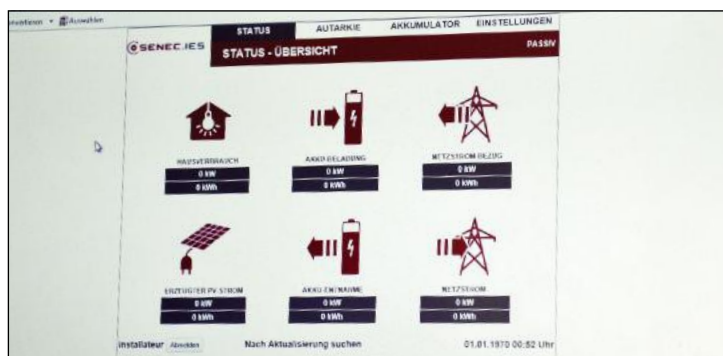 Auswählen
STATUS AUTARKIE AKKUMULATOR EINSTELLUNGEN
SENEC.IES STATUS - ÜBERSICHT PASSIV
HAUSVERBRAUCH AKKU-BELADUNG NETZSTROM-BEZUG
0 kW 0 kW 0 kW
0 kWh 0 kWh 0 kWh
ERZEUGTER PV-STROM AKKU-ENTNAHME NETZSTROM
0 kW 0 kW 0 kW
0 kWh 0 kWh 0 kWh
Installateur Abmelden Nach Aktualisierung suchen 01.01.1970 00:52 Uhr